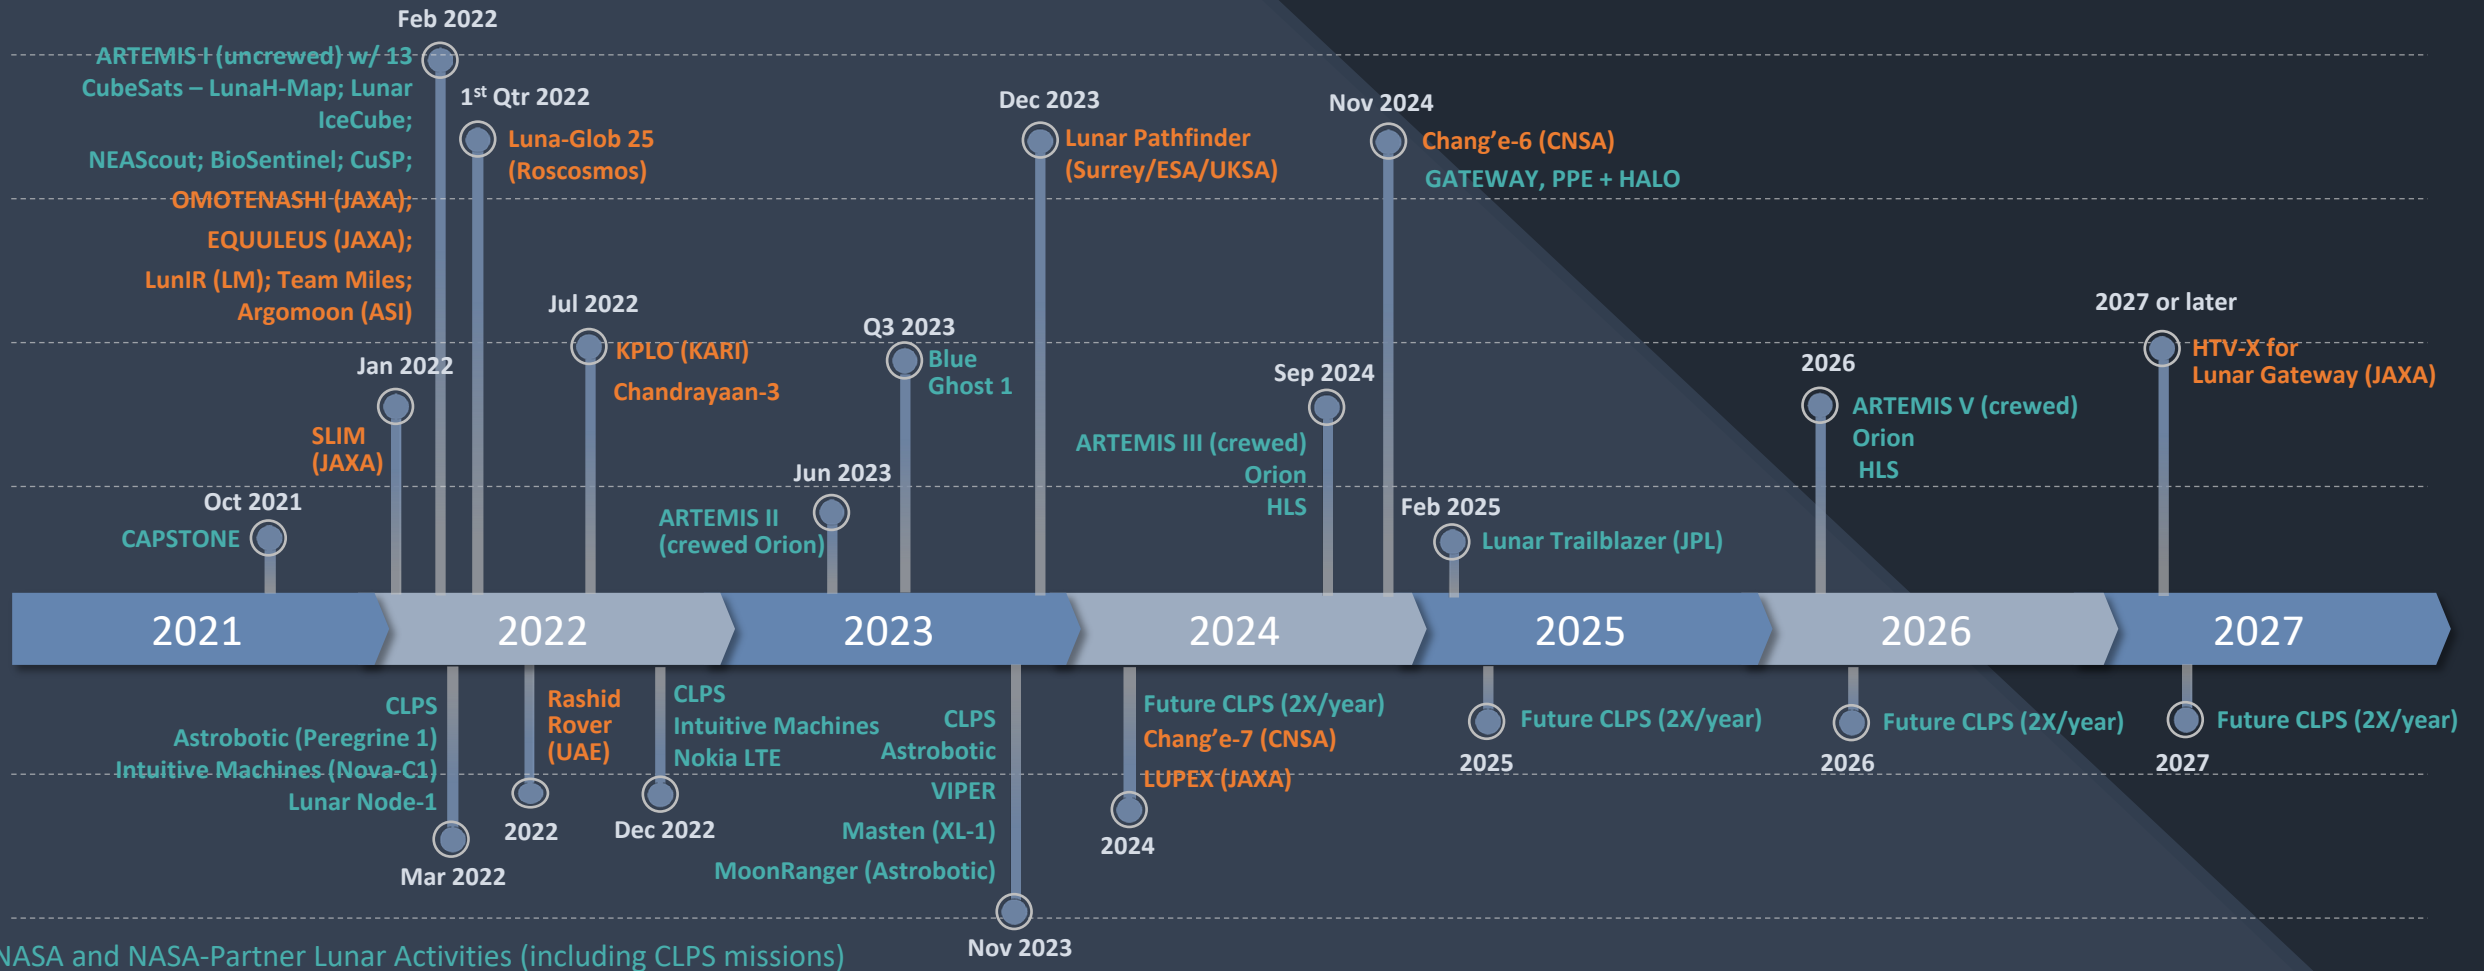 Feb 2022
ARTEMIS I (uncrewed) w/ 13
CubeSats – LunaH-Map; Lunar
IceCube;
NEAScout; BioSentinel; CuSP;
OMOTENASHI (JAXA);
EQUULEUS (JAXA);
LunIR (LM); Team Miles;
Argomoon (ASI)
1st Qtr 2022
Luna-Glob 25
(Roscosmos)
Dec 2023
Lunar Pathfinder
(Surrey/ESA/UKSA)
Nov 2024
Chang’e-6 (CNSA)
GATEWAY, PPE + HALO
Jan 2022
SLIM
(JAXA)
Oct 2021
CAPSTONE
Jul 2022
KPLO (KARI)
Chandrayaan-3
Q3 2023
Blue
Ghost 1
Jun 2023
ARTEMIS II
(crewed Orion)
Sep 2024
ARTEMIS III (crewed)
Orion
HLS
Feb 2025
Lunar Trailblazer (JPL)
2026
ARTEMIS V (crewed)
Orion
HLS
2027 or later
HTV-X for
Lunar Gateway (JAXA)
2021
2022
2023
2024
2025
2026
2027
CLPS
Astrobotic (Peregrine 1)
Intuitive Machines (Nova-C1)
Lunar Node-1
Mar 2022
Rashid
Rover
(UAE)
2022
CLPS
Intuitive Machines
Nokia LTE
Dec 2022
CLPS
Astrobotic
VIPER
Masten (XL-1)
MoonRanger (Astrobotic)
Nov 2023
Future CLPS (2X/year)
Chang’e-7 (CNSA)
LUPEX (JAXA)
2024
Future CLPS (2X/year)
2025
Future CLPS (2X/year)
2026
Future CLPS (2X/year)
2027
NASA and NASA-Partner Lunar Activities (including CLPS missions)